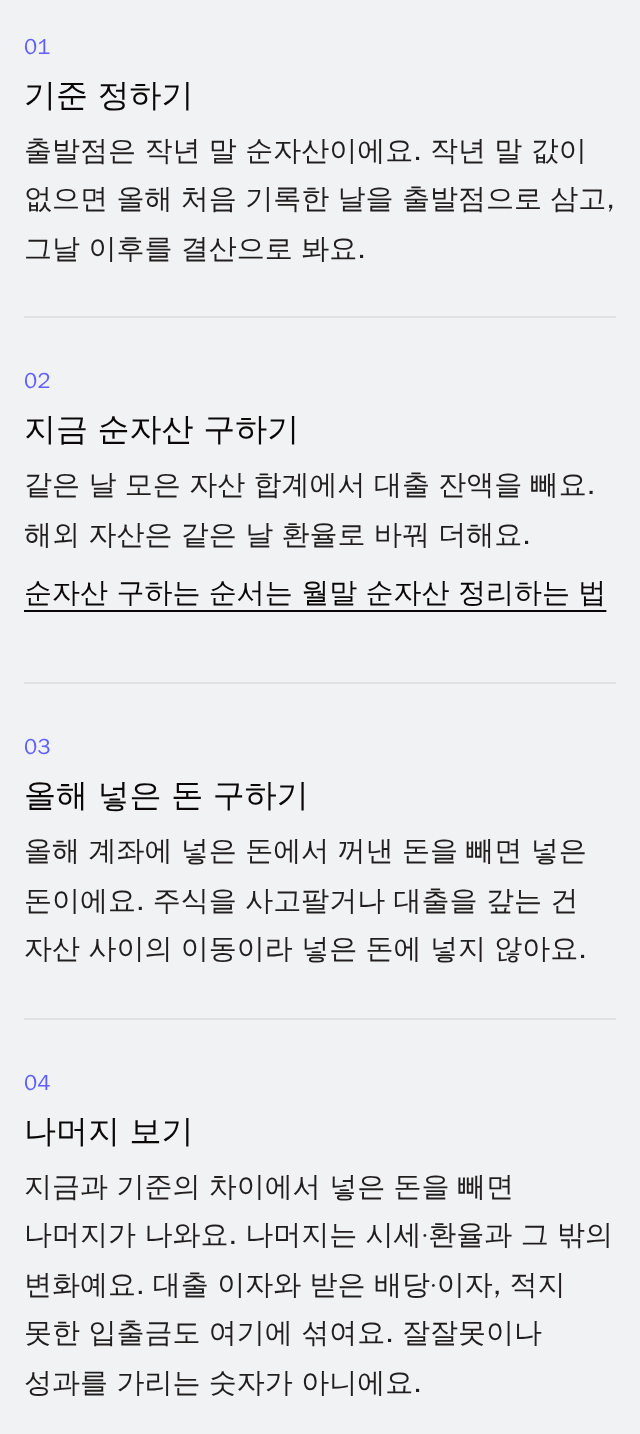 01
기준 정하기
출발점은 작년 말 순자산이에요. 작년 말 값이
없으면 올해 처음 기록한 날을 출발점으로 삼고,
그날 이후를 결산으로 봐요.
02
지금 순자산 구하기
같은 날 모은 자산 합계에서 대출 잔액을 빼요.
해외 자산은 같은 날 환율로 바꿔 더해요.
순자산 구하는 순서는 월말 순자산 정리하는 법
03
올해 넣은 돈 구하기
올해 계좌에 넣은 돈에서 꺼낸 돈을 빼면 넣은
돈이에요. 주식을 사고팔거나 대출을 갚는 건
자산 사이의 이동이라 넣은 돈에 넣지 않아요.
04
나머지 보기
지금과 기준의 차이에서 넣은 돈을 빼면
나머지가 나와요. 나머지는 시세·환율과 그 밖의
변화예요. 대출 이자와 받은 배당·이자, 적지
못한 입출금도 여기에 섞여요. 잘잘못이나
성과를 가리는 숫자가 아니에요.